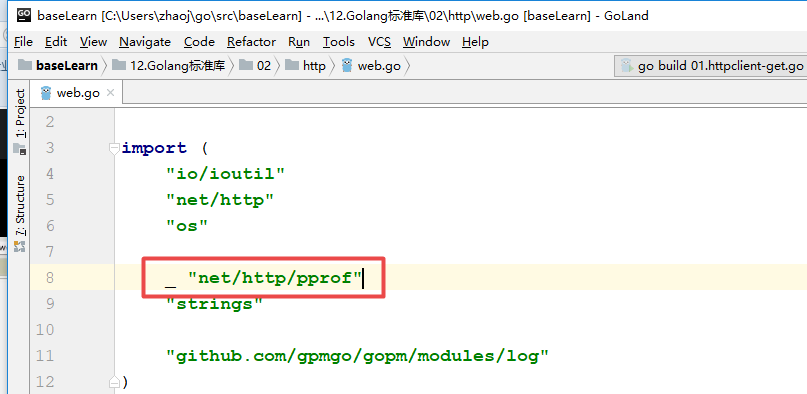 GO baseLearn [C:\Users\zhaoj\go\src\baseLearn] - ...\12.Golang标准库\02\http\web.go [baseLearn] - GoLand
File Edit View Navigate Code Refactor Run Tools VCS Window Help
baseLearn 12.Golang标准库 02 http web.go go build 01.httpclient-get.go
web.go
1: Project
7: Structure
2
3 import (
4 "io/ioutil"
5 "net/http"
6 "os"
7
8 _ "net/http/pprof"
9 "strings"
10
11 "github.com/gpmgo/gopm/modules/log"
12 )